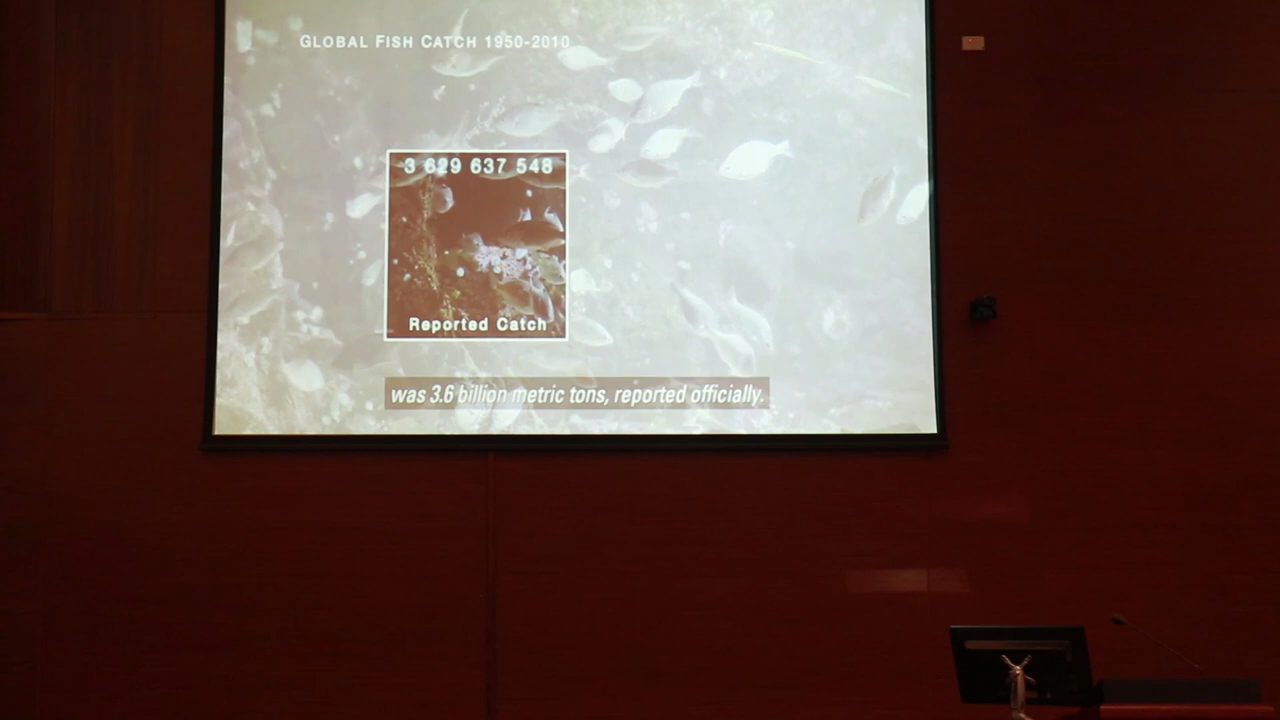 GLOBAL FISH CATCH 1950-2010
3 629 637 548
Reported Catch
was 3.6 billion metric tons, reported officially.